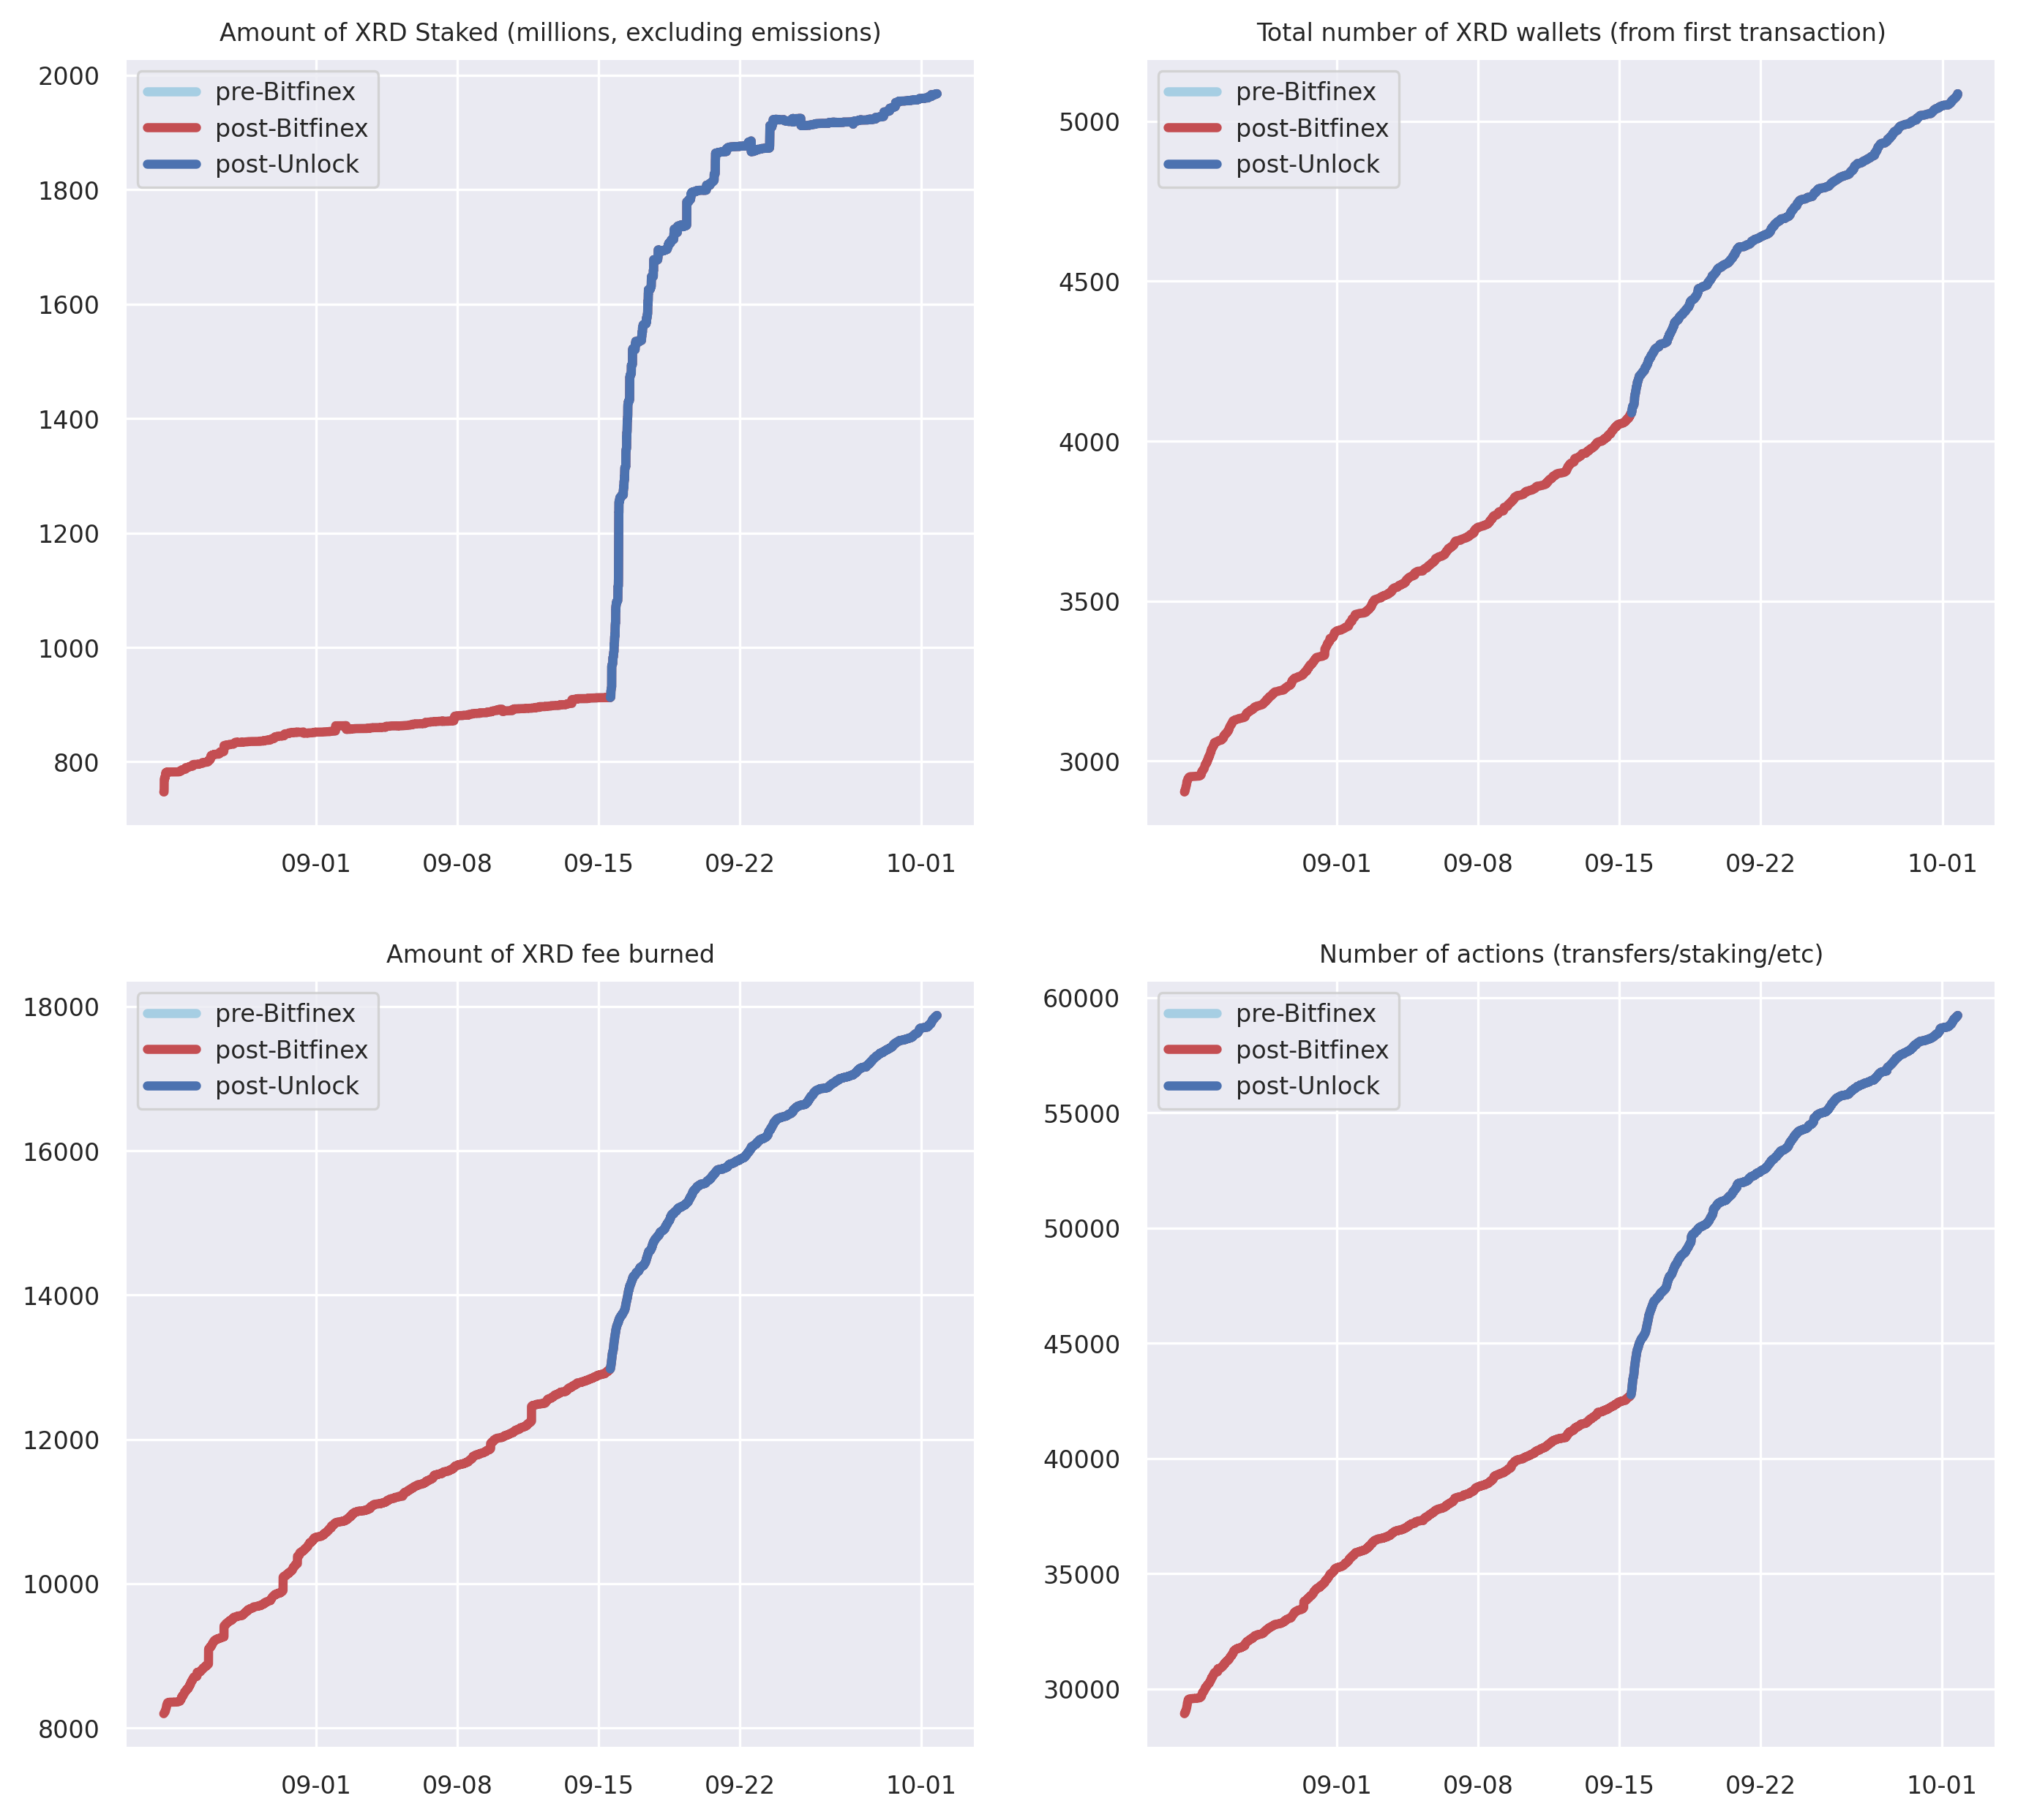 Amount of XRD Staked (millions, excluding emissions)
2000
1800
1600
1400
1200
1000
800
pre-Bitfinex
post-Bitfinex
post-Unlock
09-01 09-08 09-15 09-22 10-01
Total number of XRD wallets (from first transaction)
5000
4500
4000
3500
3000
pre-Bitfinex
post-Bitfinex
post-Unlock
09-01 09-08 09-15 09-22 10-01
Amount of XRD fee burned
18000
16000
14000
12000
10000
8000
pre-Bitfinex
post-Bitfinex
post-Unlock
09-01 09-08 09-15 09-22 10-01
Number of actions (transfers/staking/etc)
60000
55000
50000
45000
40000
35000
30000
pre-Bitfinex
post-Bitfinex
post-Unlock
09-01 09-08 09-15 09-22 10-01